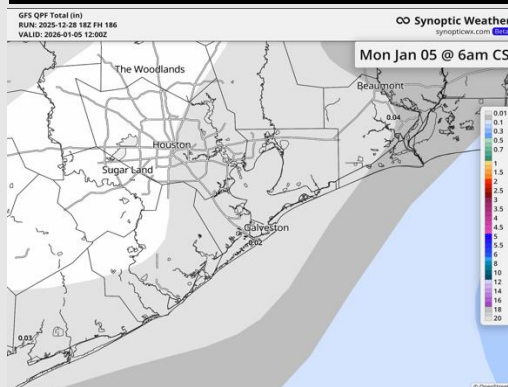 GFS QPF Total (in)
RUN: 2025-12-28 18Z FH 186
VALID: 2026-01-05 12:00Z
Synoptic Weather
synopticwx.com Beta
Mon Jan 05 @ 6am CS
The Woodlands
Beaumont
0.04
Houston
Sugar Land
Galveston
0.02
0.03
0.01
0.1
0.3
0.5
0.7
1
1.5
2
2.5
3
3.5
4
4.5
5
5.5
6
8
10
12
14
16
18
20
© OpenStree